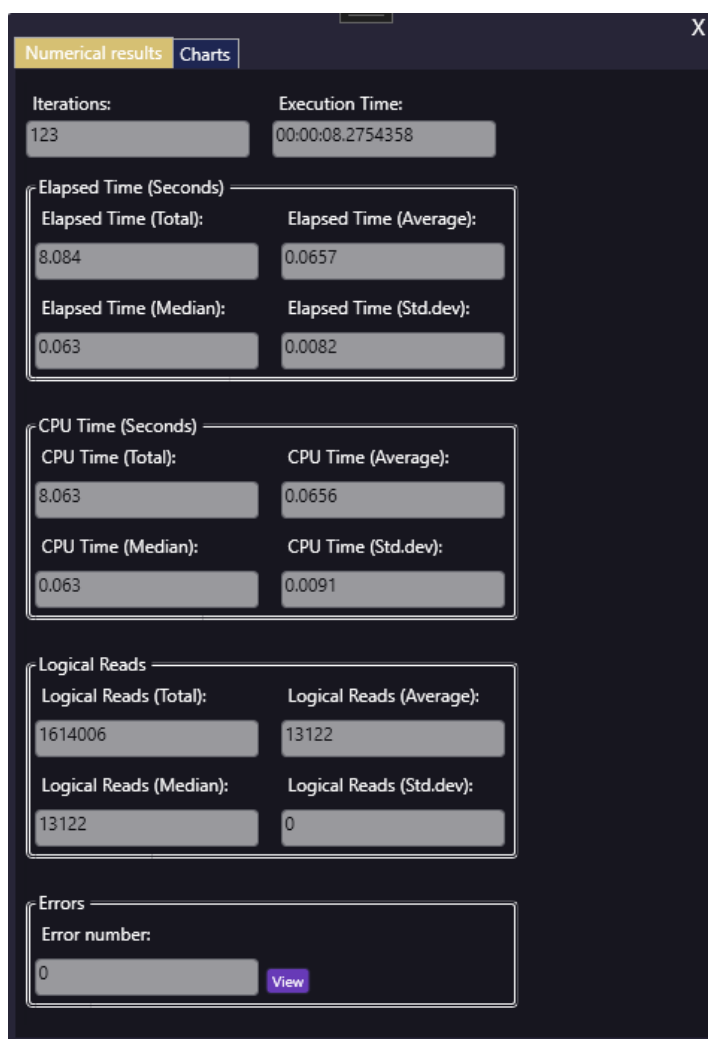 X
Numerical results Charts
Iterations: Execution Time:
123 00:00:08.2754358
Elapsed Time (Seconds)
Elapsed Time (Total): Elapsed Time (Average):
8.084 0.0657
Elapsed Time (Median): Elapsed Time (Std.dev):
0.063 0.0082
CPU Time (Seconds)
CPU Time (Total): CPU Time (Average):
8.063 0.0656
CPU Time (Median): CPU Time (Std.dev):
0.063 0.0091
Logical Reads
Logical Reads (Total): Logical Reads (Average):
1614006 13122
Logical Reads (Median): Logical Reads (Std.dev):
13122 0
Errors
Error number:
0 View